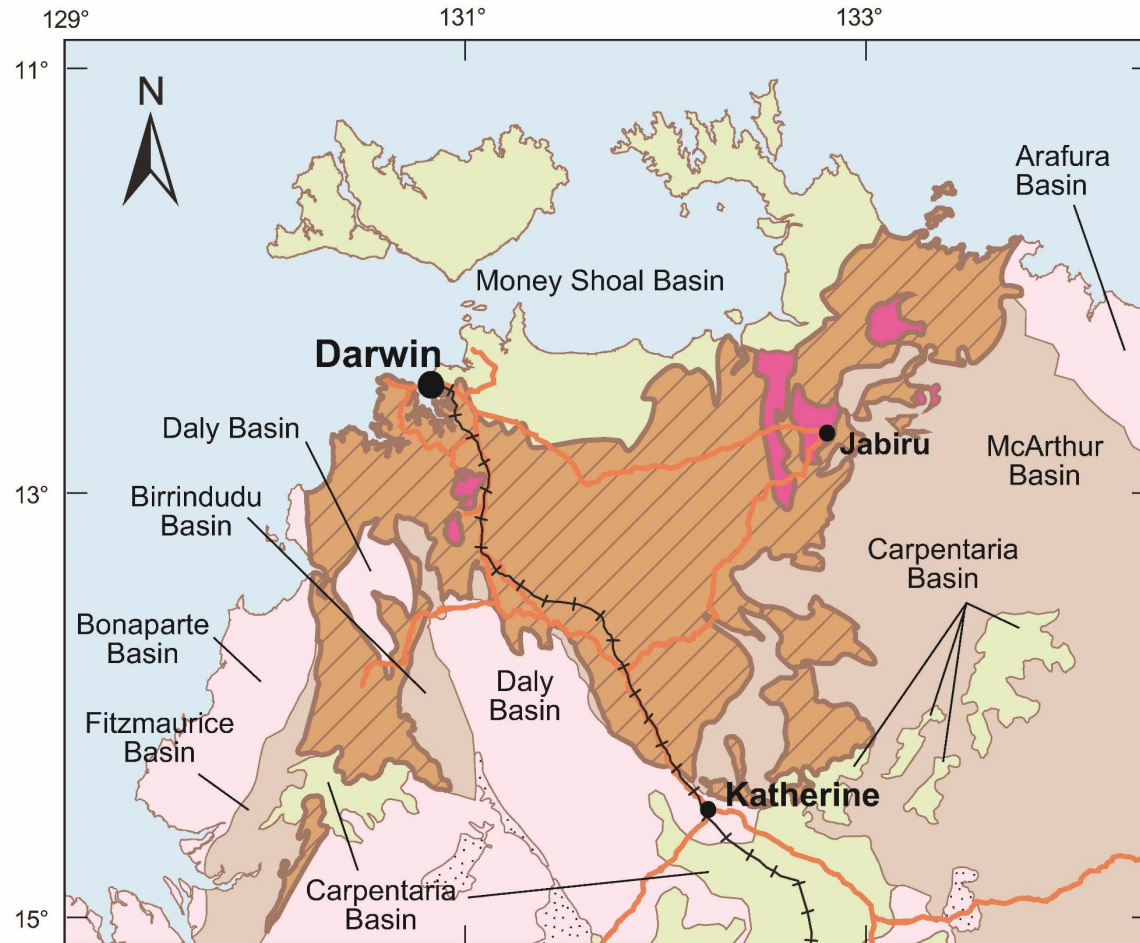 129°
131°
133°
11°
N
Arafura
Basin
Money Shoal Basin
Darwin
Daly Basin
Jabiru
McArthur
Basin
13°
Birrindudu
Basin
Carpentaria
Basin
Bonaparte
Basin
Daly
Basin
Fitzmaurice
Basin
Katherine
Carpentaria
Basin
15°